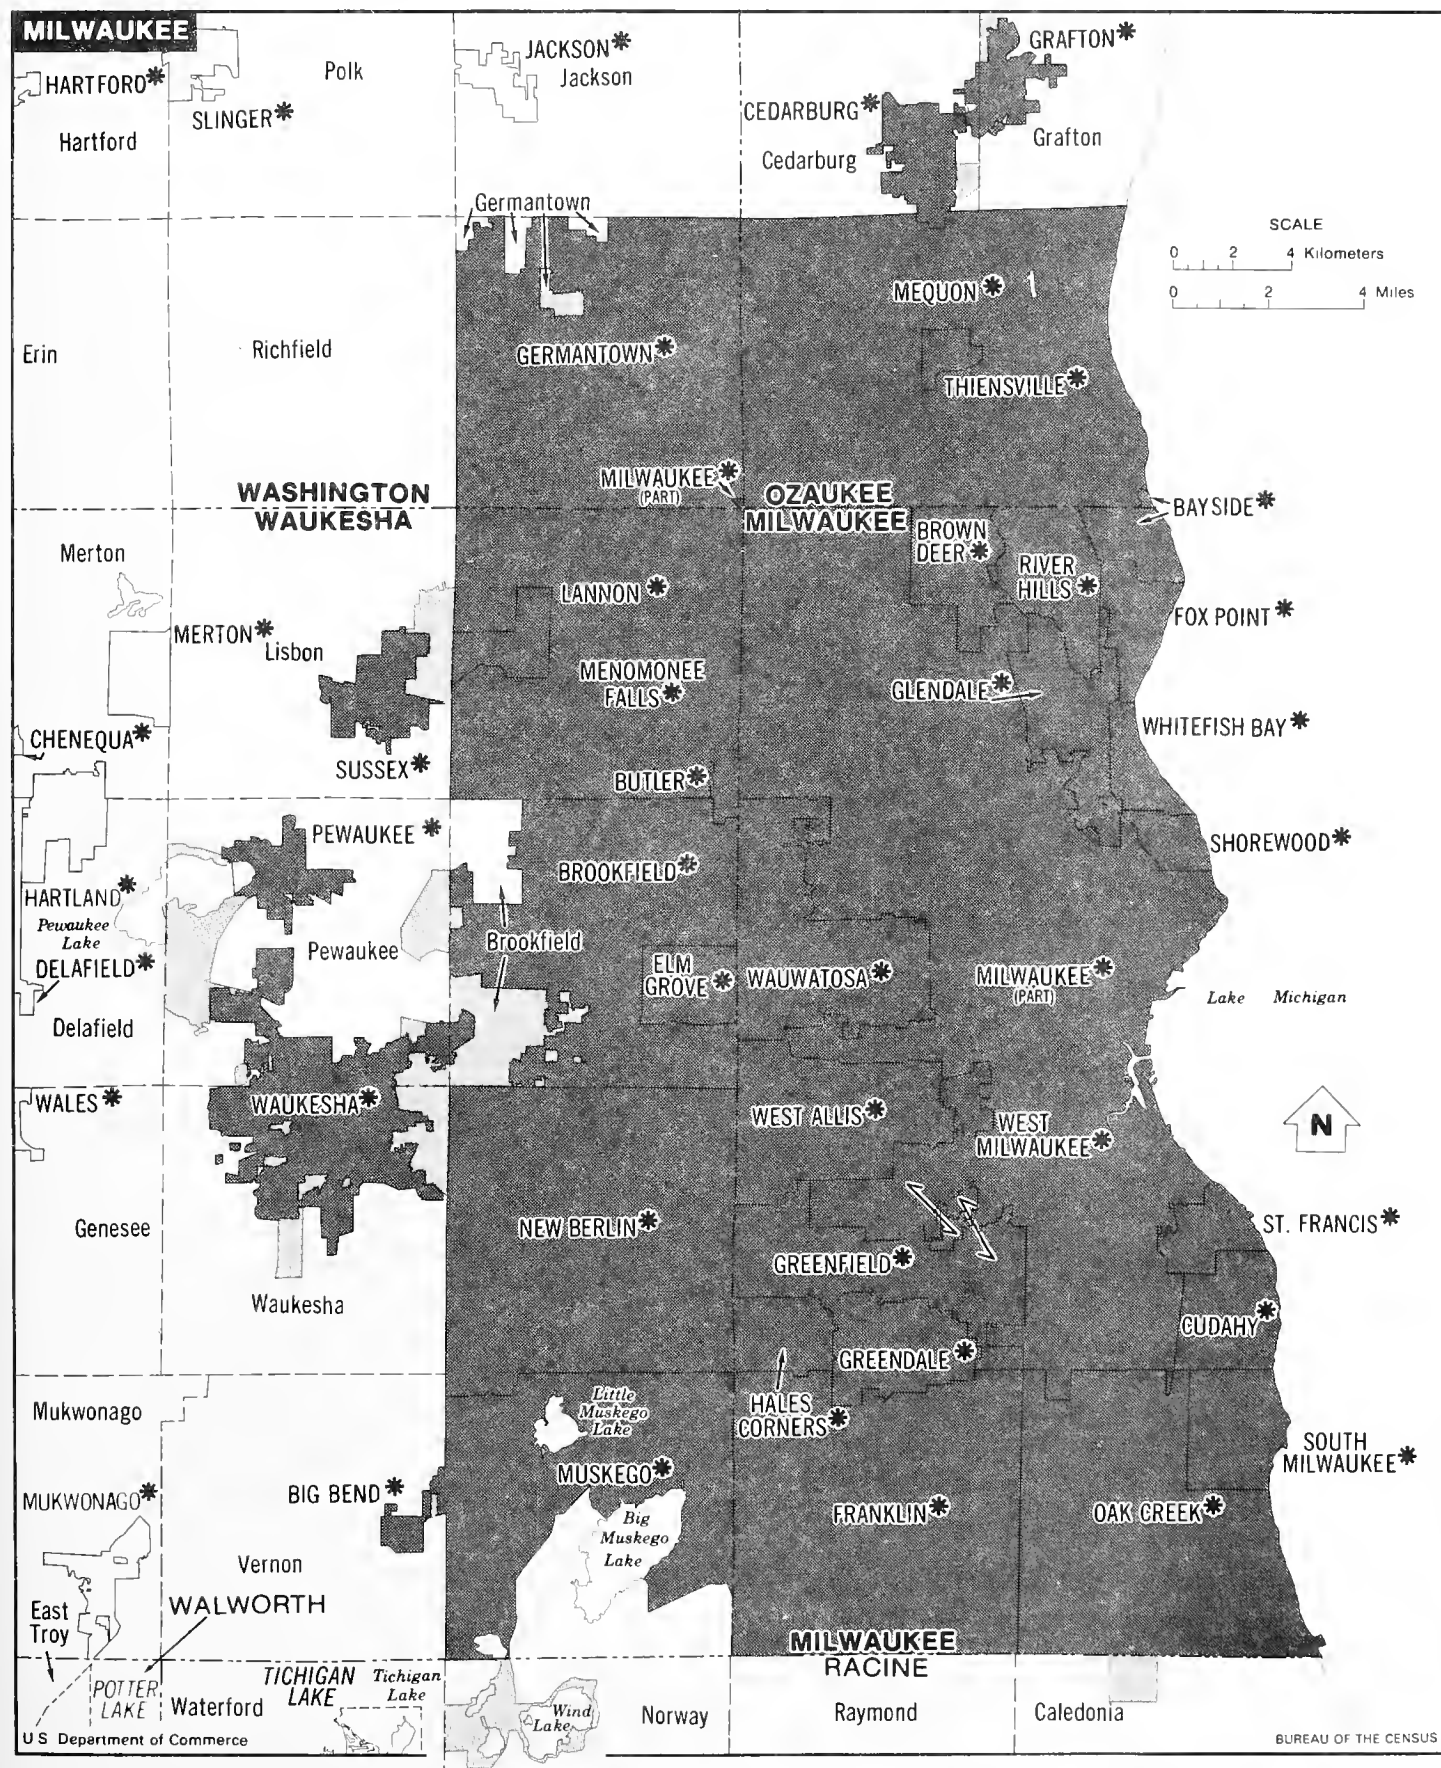 MILWAUKEE
HARTFORD*
Hartford
SLINGER*
Polk
JACKSON*
Jackson
GRAFTON*
Grafton
CEDARBURG*
Cedarburg
Germantown
SCALE
0 2 4 Kilometers
0 2 4 Miles
MEQUON*
Erin
Richfield
GERMANTOWN*
THIENSVILLE*
MILWAUKEE*
(PART)
WASHINGTON
WAUKESHA
OZAUKEE
MILWAUKEE
BAYSIDE*
BROWN
DEER*
RIVER
HILLS*
Merton
LANNON*
FOX POINT*
MERTON*
Lisbon
MENOMONEE
FALLS*
GLENDALE*
WHITEFISH BAY*
CHENEQUA*
SUSSEX*
BUTLER*
PEWAUKEE*
SHOREWOOD*
BROOKFIELD*
HARTLAND*
Pewaukee
Lake
Pewaukee
Brookfield
DELAFIELD*
ELM
GROVE*
WAUWATOSA*
MILWAUKEE*
(PART)
Lake Michigan
Delafield
WALES*
WAUKESHA*
WEST ALLIS*
WEST
MILWAUKEE*
N
Genesee
NEW BERLIN*
ST. FRANCIS*
GREENFIELD*
Waukesha
CUDAHY*
GREENDALE*
Mukwonago
Little
Muskego
Lake
HALES
CORNERS*
MUSKEGO*
SOUTH
MILWAUKEE*
MUKWONAGO*
BIG BEND*
Big
Muskego
Lake
FRANKLIN*
OAK CREEK*
Vernon
East
Troy
WALWORTH
MILWAUKEE
RACINE
POTTER
LAKE
Waterford
TICHIGAN
LAKE
Tichigan
Lake
Wind
Lake
Norway
Raymond
Caledonia
U S Department of Commerce
BUREAU OF THE CENSUS